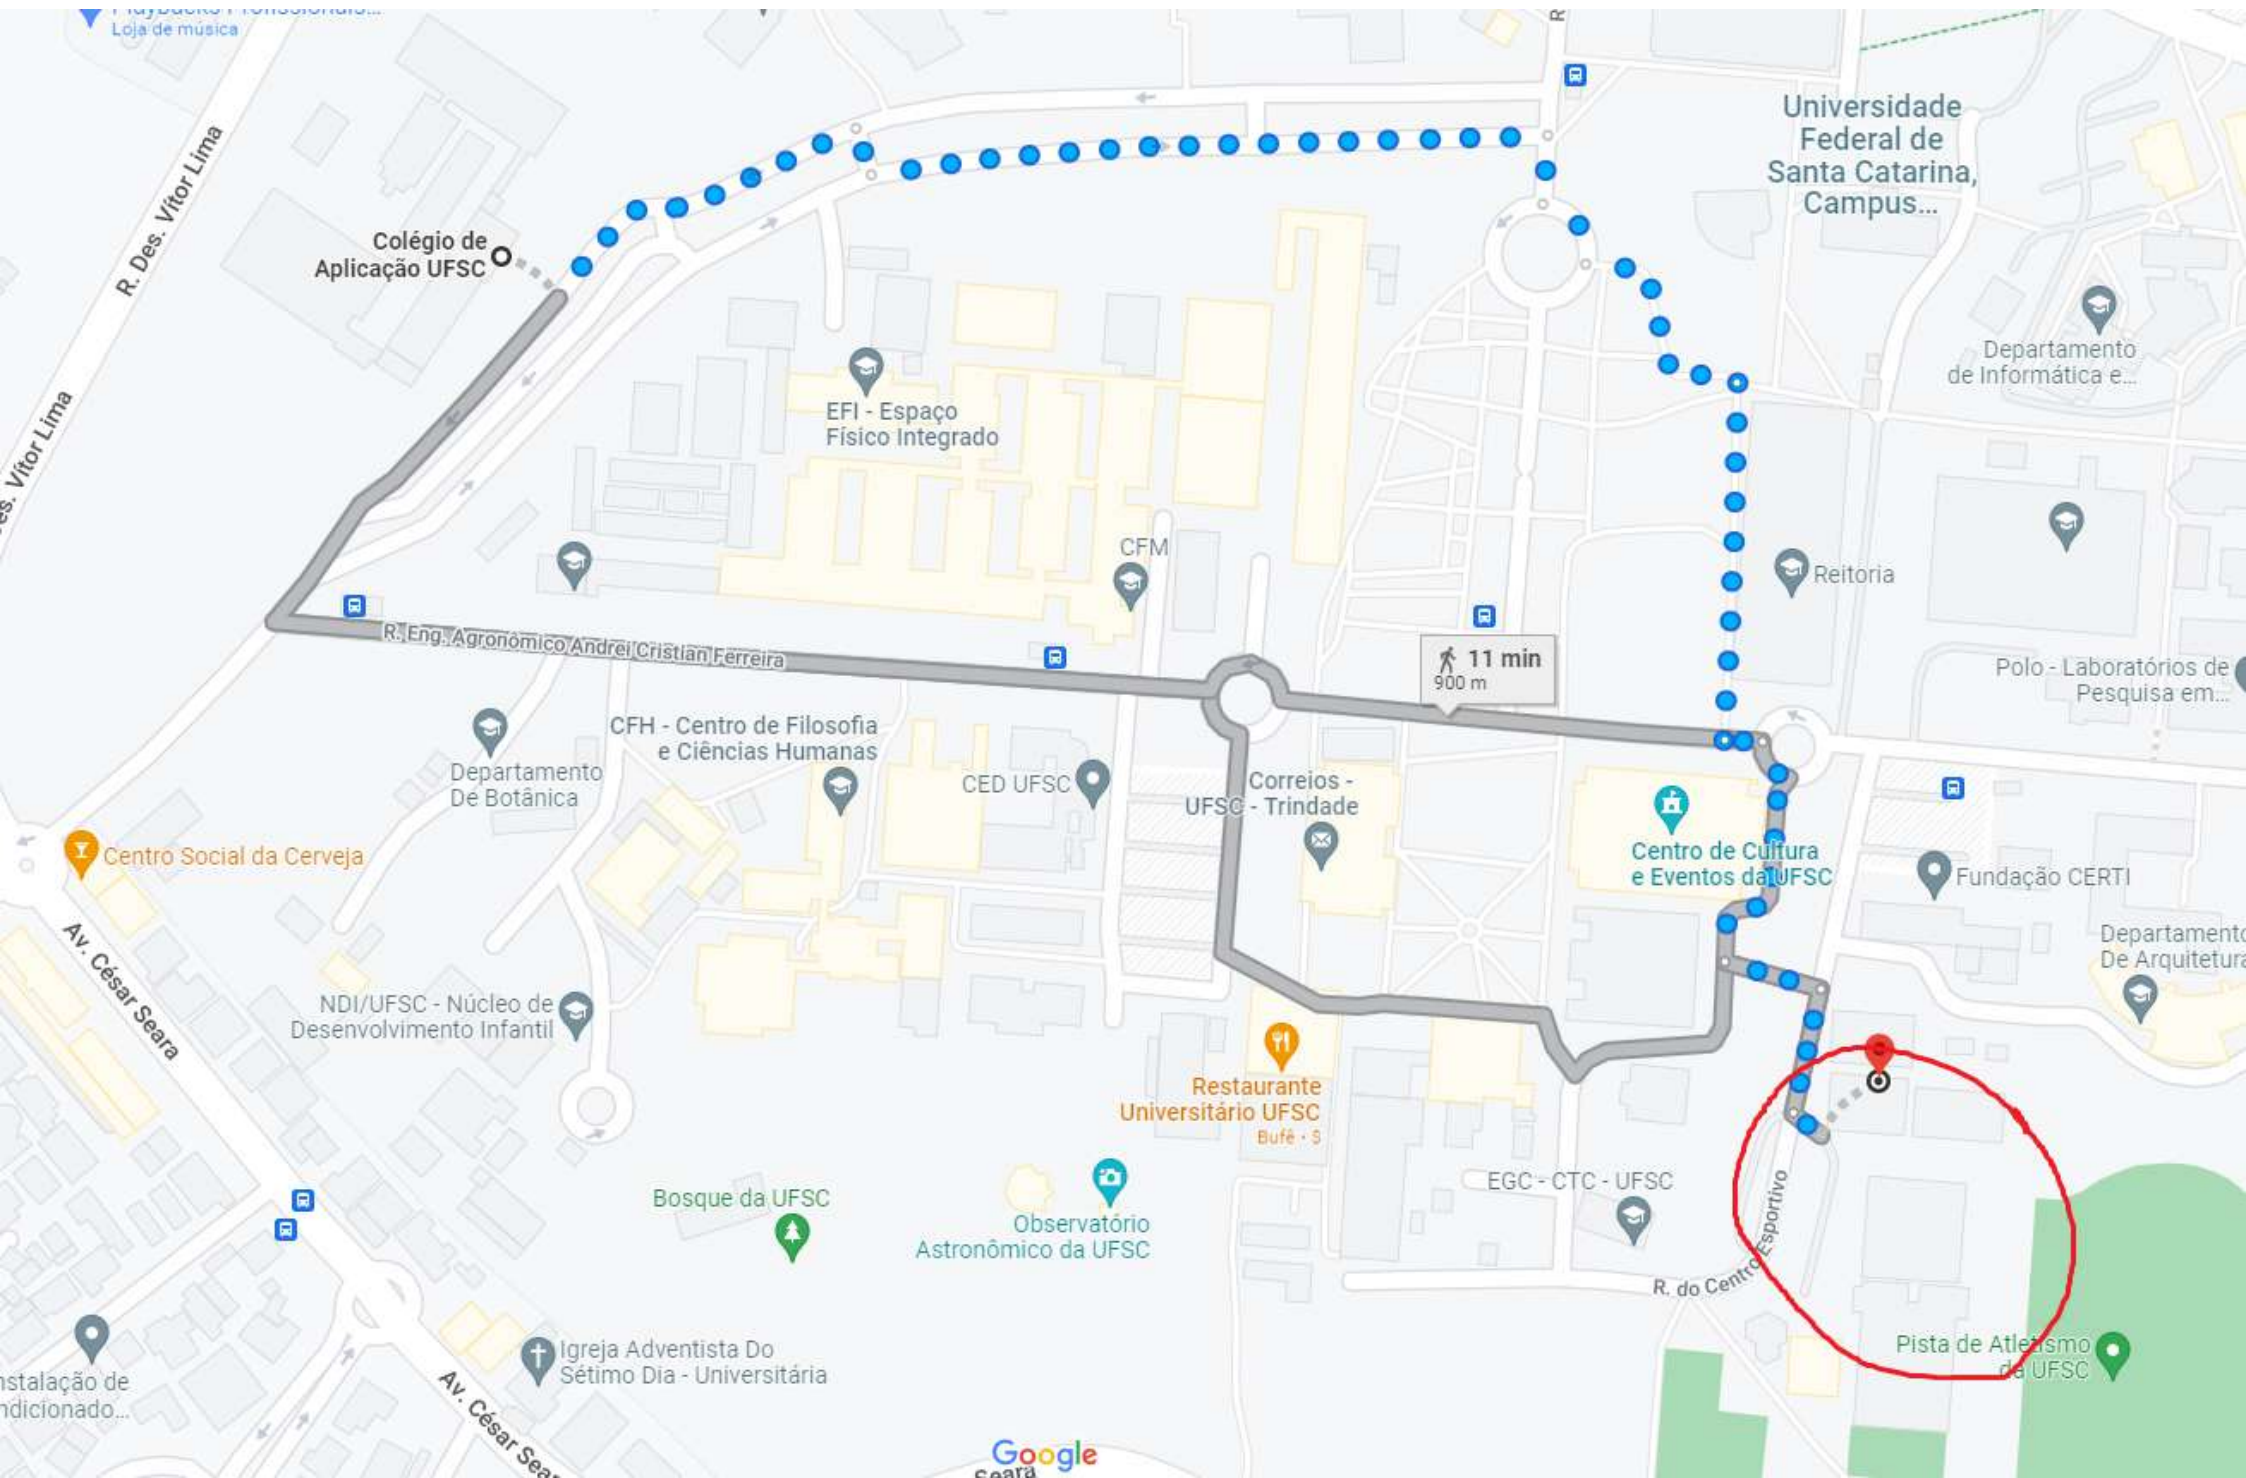 Loja de música
R. Des. Vítor Lima
Universidade
Federal de
Santa Catarina,
Campus...
Colégio de
Aplicação UFSC
Departamento
de Informática e...
Vítor Lima
EFI - Espaço
Físico Integrado
CFM
Reitoria
R. Eng. Agronômico Andrei Cristian Ferreira
11 min
900 m
Polo - Laboratórios de
Pesquisa em...
CFH - Centro de Filosofia
e Ciências Humanas
Departamento
De Botânica
CED UFSC
Correios -
UFSC - Trindade
Centro de Cultura
e Eventos da UFSC
Centro Social da Cerveja
Fundação CERTI
Av. César Seara
Departamento
De Arquitetura
NDI/UFSC - Núcleo de
Desenvolvimento Infantil
Restaurante
Universitário UFSC
Bufê · $
Bosque da UFSC
EGC - CTC - UFSC
Observatório
Astronômico da UFSC
R. do Centro Esportivo
Igreja Adventista Do
Sétimo Dia - Universitária
Pista de Atletismo
da UFSC
nstalação de
ndicionado...
Av. César Sear
Google
Seara